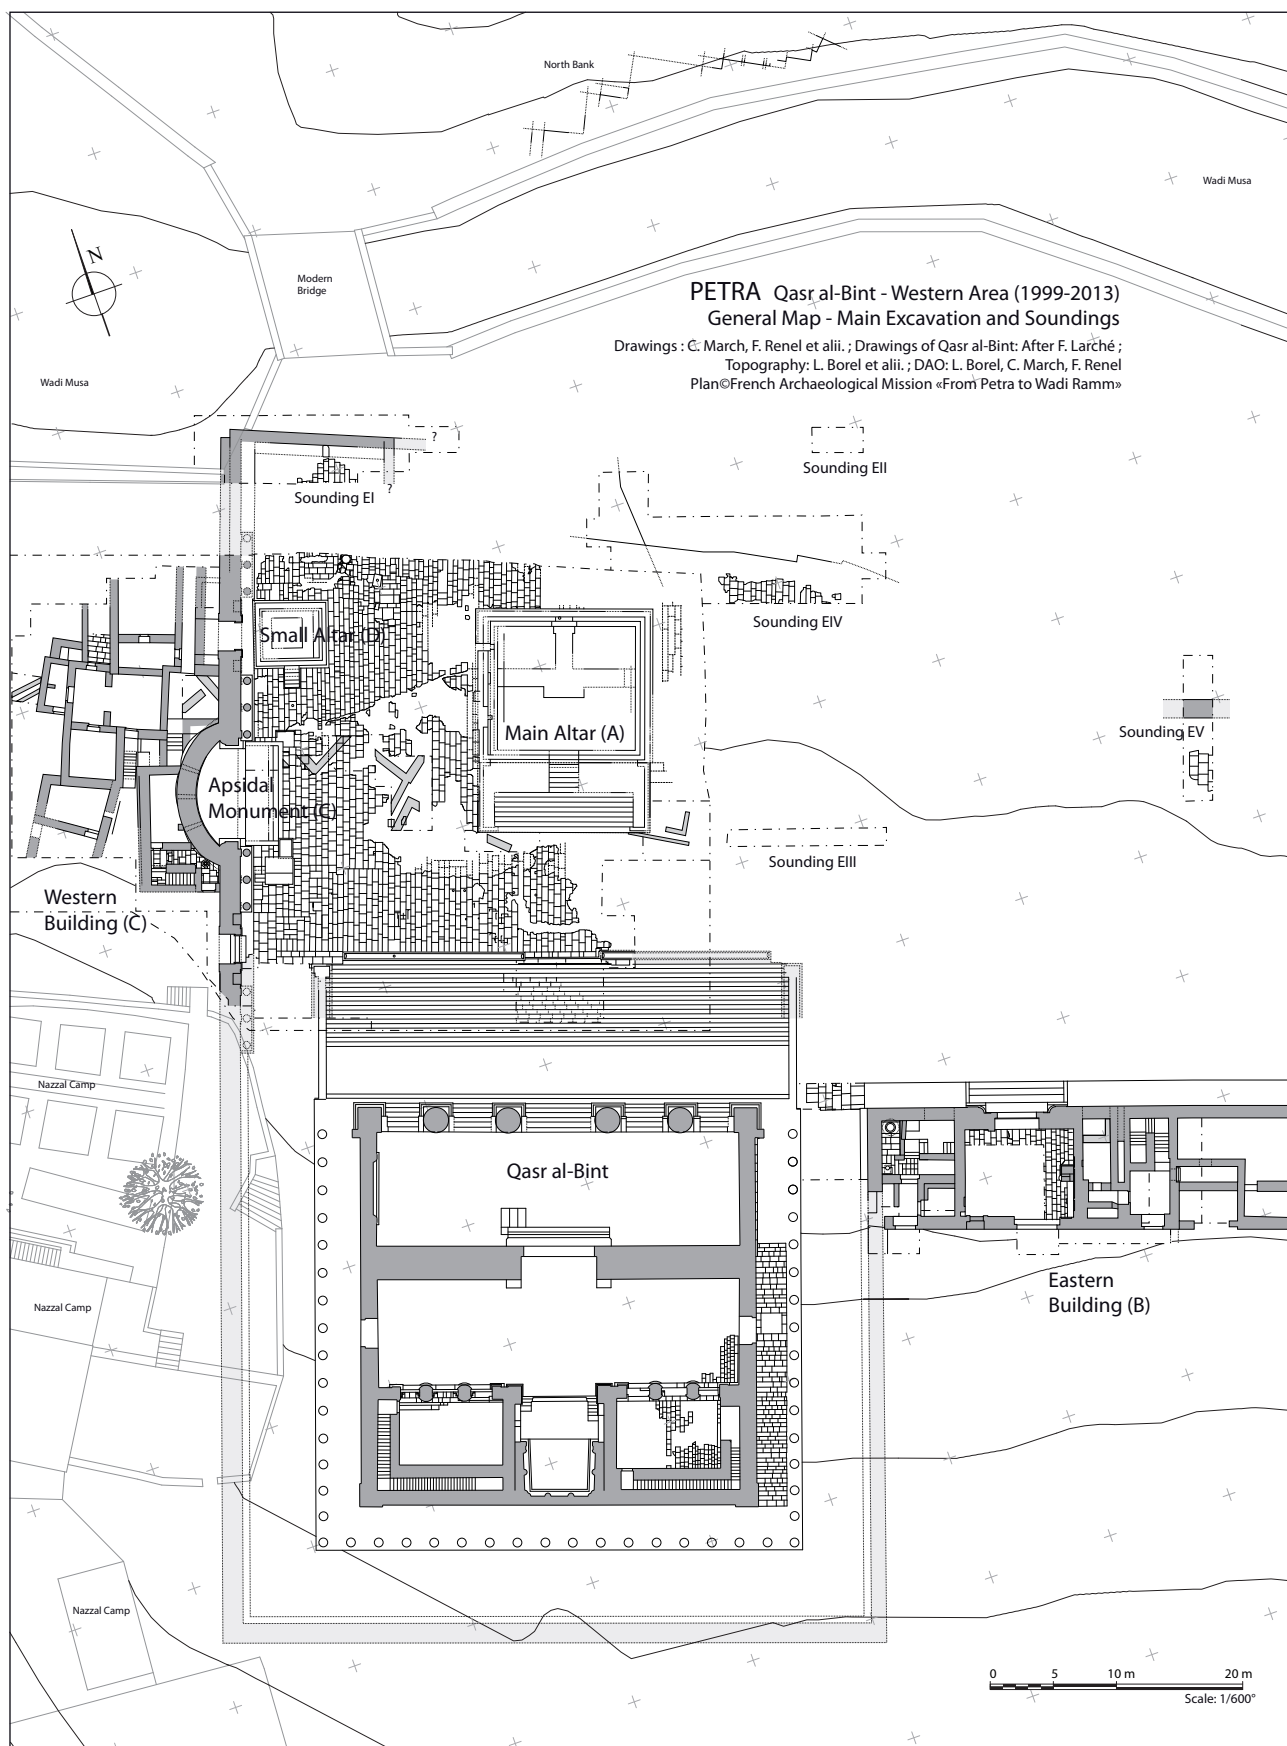 North Bank
Wadi Musa
N
Modern
Bridge
PETRA Qasr al-Bint - Western Area (1999-2013)
General Map - Main Excavation and Soundings
Drawings : C. March, F. Renel et alii. ; Drawings of Qasr al-Bint: After F. Larché ;
Topography: L. Borel et alii. ; DAO: L. Borel, C. March, F. Renel
Plan©French Archaeological Mission «From Petra to Wadi Ramm»
Wadi Musa
?
Sounding EII
?
Sounding EI
Sounding EIV
Small Altar (D)
Main Altar (A)
Sounding EV
Apsidal
Monument (C)
Sounding EIII
Western
Building (C)
Nazzal Camp
Qasr al-Bint
Eastern
Building (B)
Nazzal Camp
Nazzal Camp
0 5 10 m 20 m
Scale: 1/600°